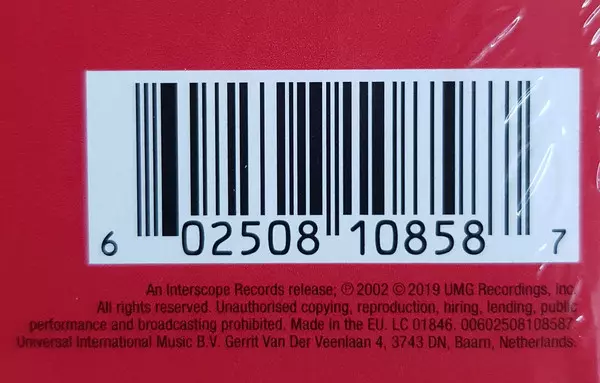 6 02508 10858 7
An Interscope Records release; ℗ 2002 © 2019 UMG Recordings, Inc.
All rights reserved. Unauthorised copying, reproduction, hiring, lending, public
performance and broadcasting prohibited. Made in the EU. LC 01846. 00602508108587
Universal International Music B.V. Gerrit Van Der Veenlaan 4, 3743 DN, Baarn, Netherlands.